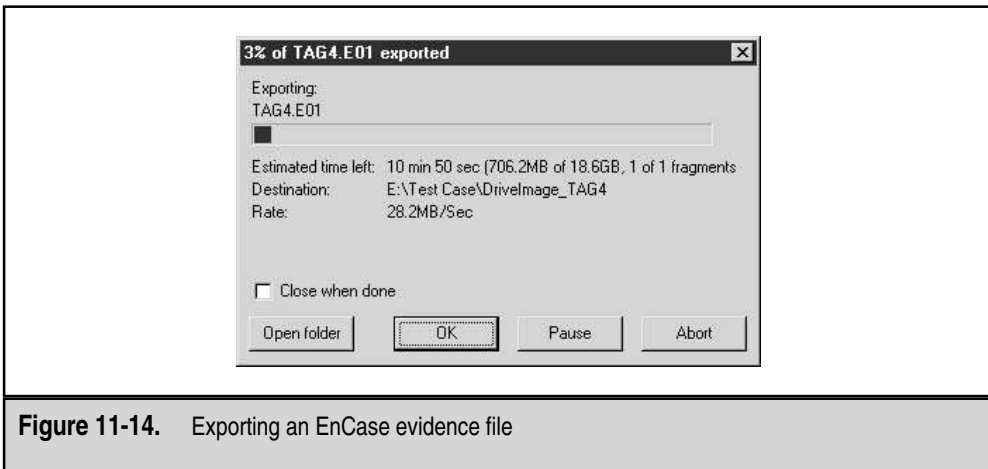 3% of TAG4.E01 exported
Exporting:
TAG4.E01
Estimated time left: 10 min 50 sec (706.2MB of 18.6GB, 1 of 1 fragments
Destination: E:\Test Case\DriveImage_TAG4
Rate: 28.2MB/Sec
Close when done
Open folder OK Pause Abort
Figure 11-14. Exporting an EnCase evidence file